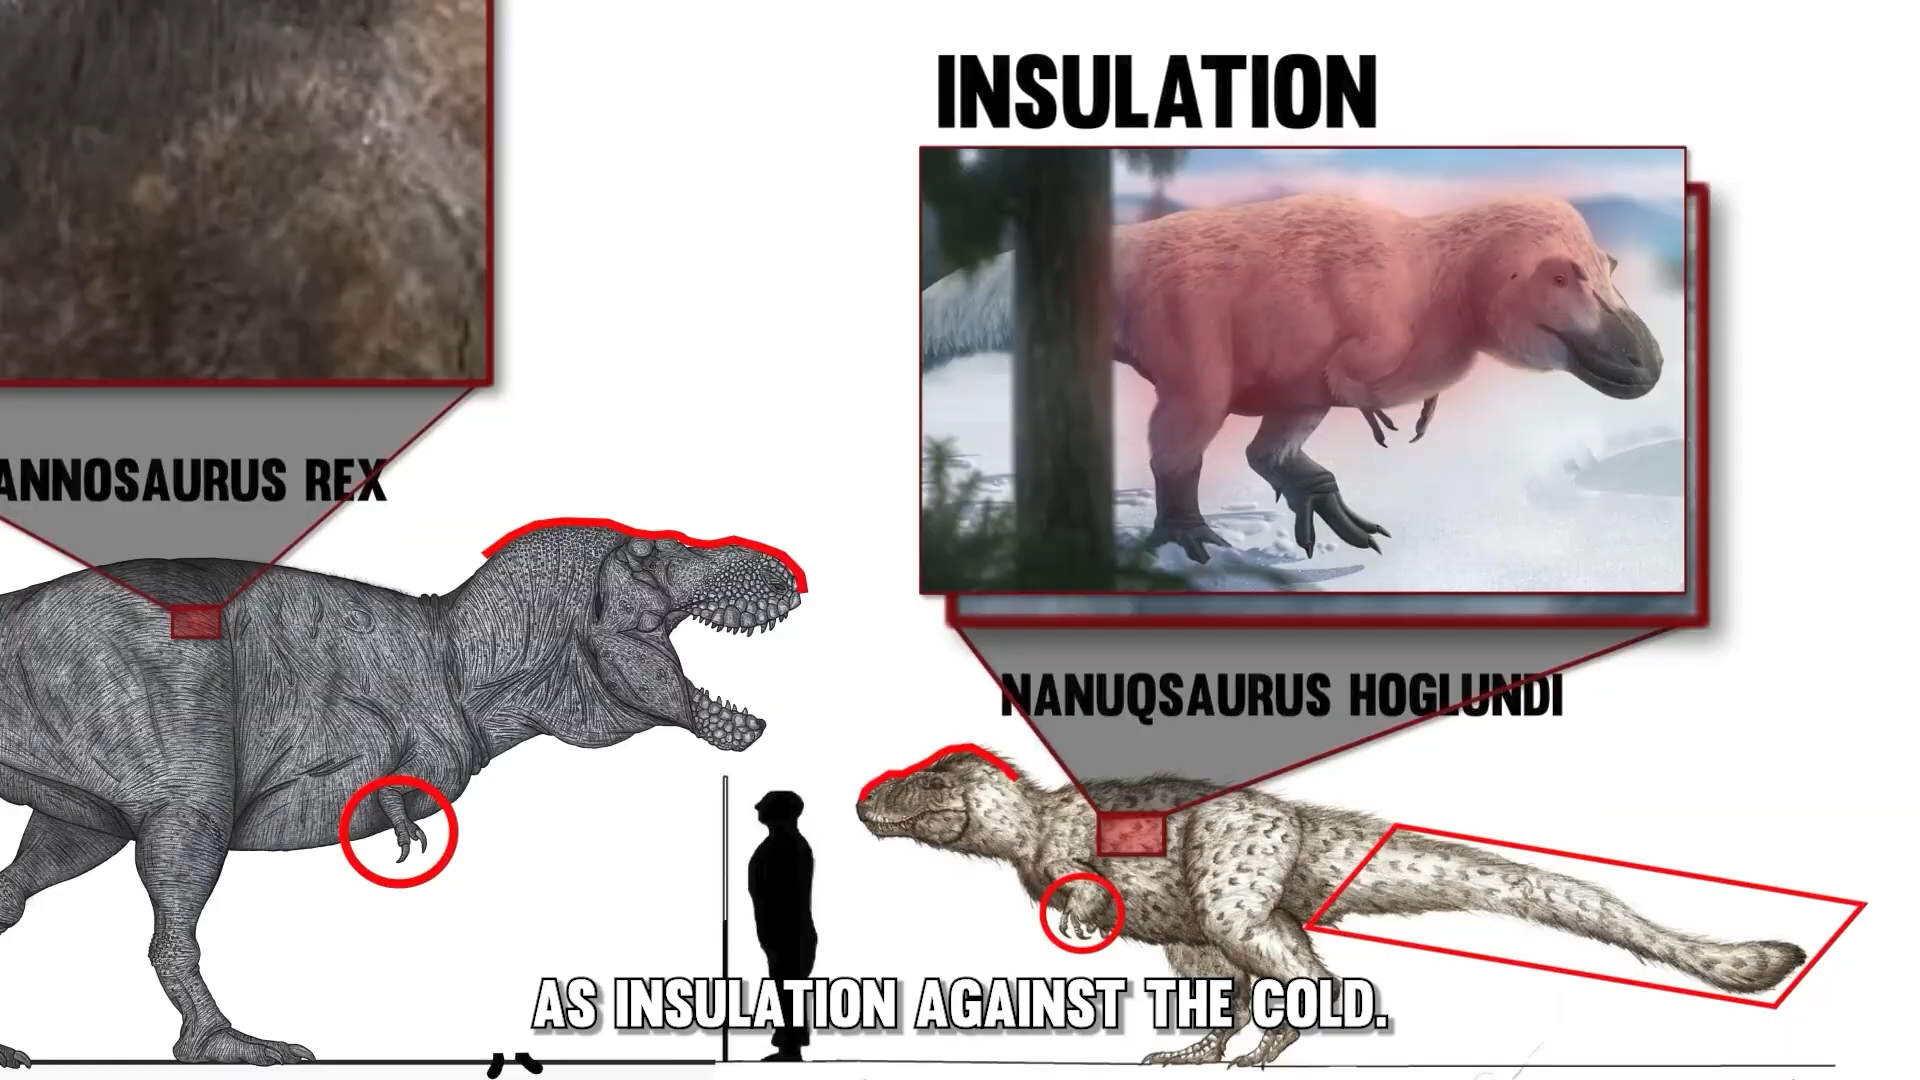 INSULATION
ANNOSAURUS REX
NANUQSAURUS HOGLUNDI
AS INSULATION AGAINST THE COLD.